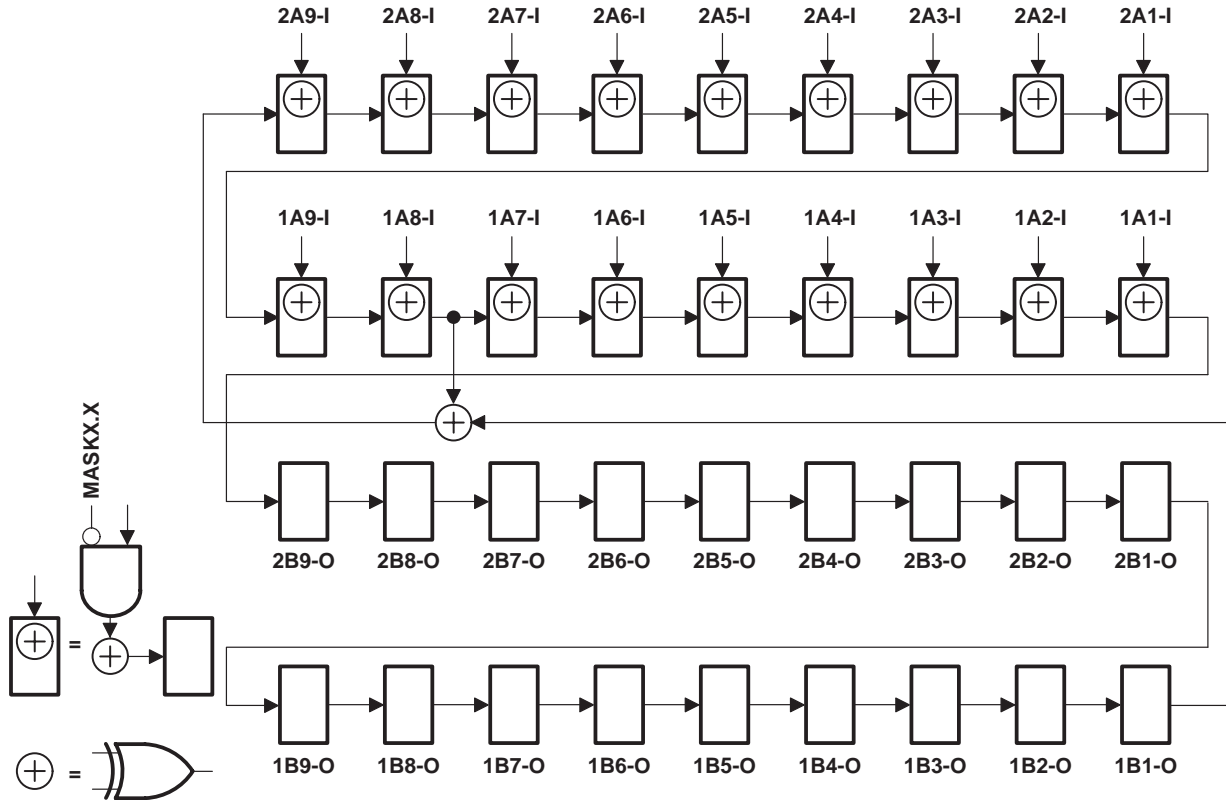 2A9-I 2A8-I 2A7-I 2A6-I 2A5-I 2A4-I 2A3-I 2A2-I 2A1-I
1A9-I 1A8-I 1A7-I 1A6-I 1A5-I 1A4-I 1A3-I 1A2-I 1A1-I
MASKX.X
2B9-O 2B8-O 2B7-O 2B6-O 2B5-O 2B4-O 2B3-O 2B2-O 2B1-O
=
1B9-O 1B8-O 1B7-O 1B6-O 1B5-O 1B4-O 1B3-O 1B2-O 1B1-O
=